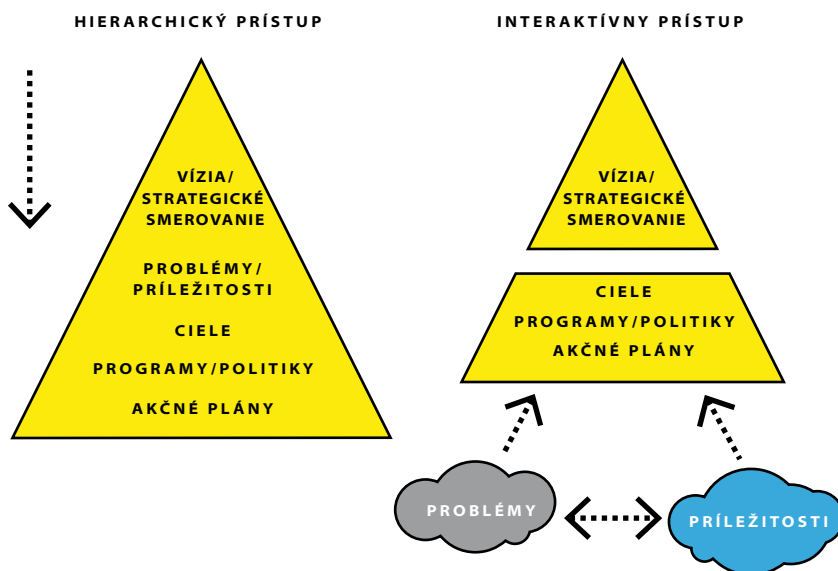 HIERARCHICKÝ PRÍSTUP
VÍZIA/
STRATEGICKÉ
SMEROVANIE
PROBLÉMY/
PRÍLEŽITOSTI
CIELE
PROGRAMY/POLITIKY
AKČNÉ PLÁNY
INTERAKTÍVNY PRÍSTUP
VÍZIA/
STRATEGICKÉ
SMEROVANIE
CIELE
PROGRAMY/POLITIKY
AKČNÉ PLÁNY
PROBLÉMY
PRÍLEŽITOSTI